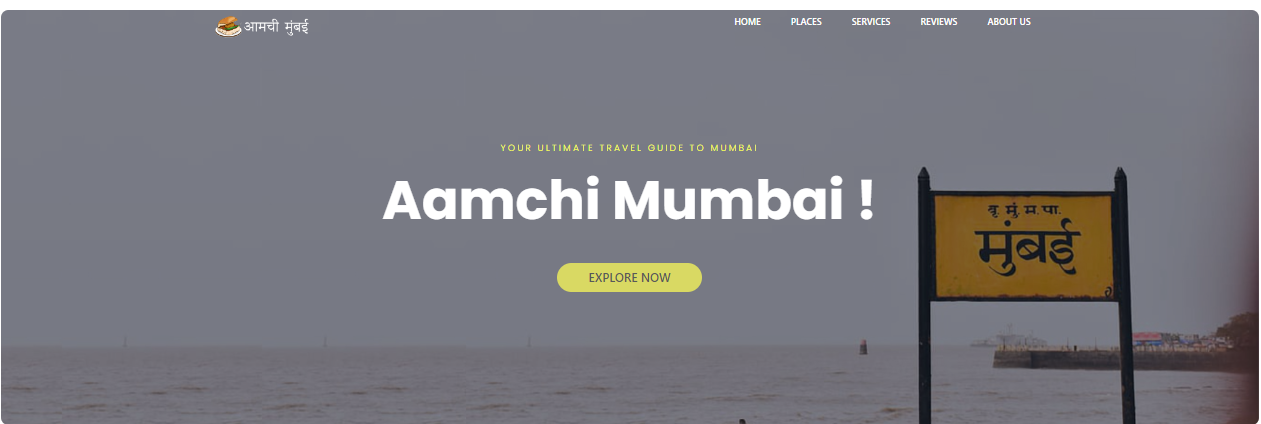 आमची मुंबई
HOME PLACES SERVICES REVIEWS ABOUT US
YOUR ULTIMATE TRAVEL GUIDE TO MUMBAI
Aamchi Mumbai !
EXPLORE NOW
बृ. मुं. म. पा.
मुंबई